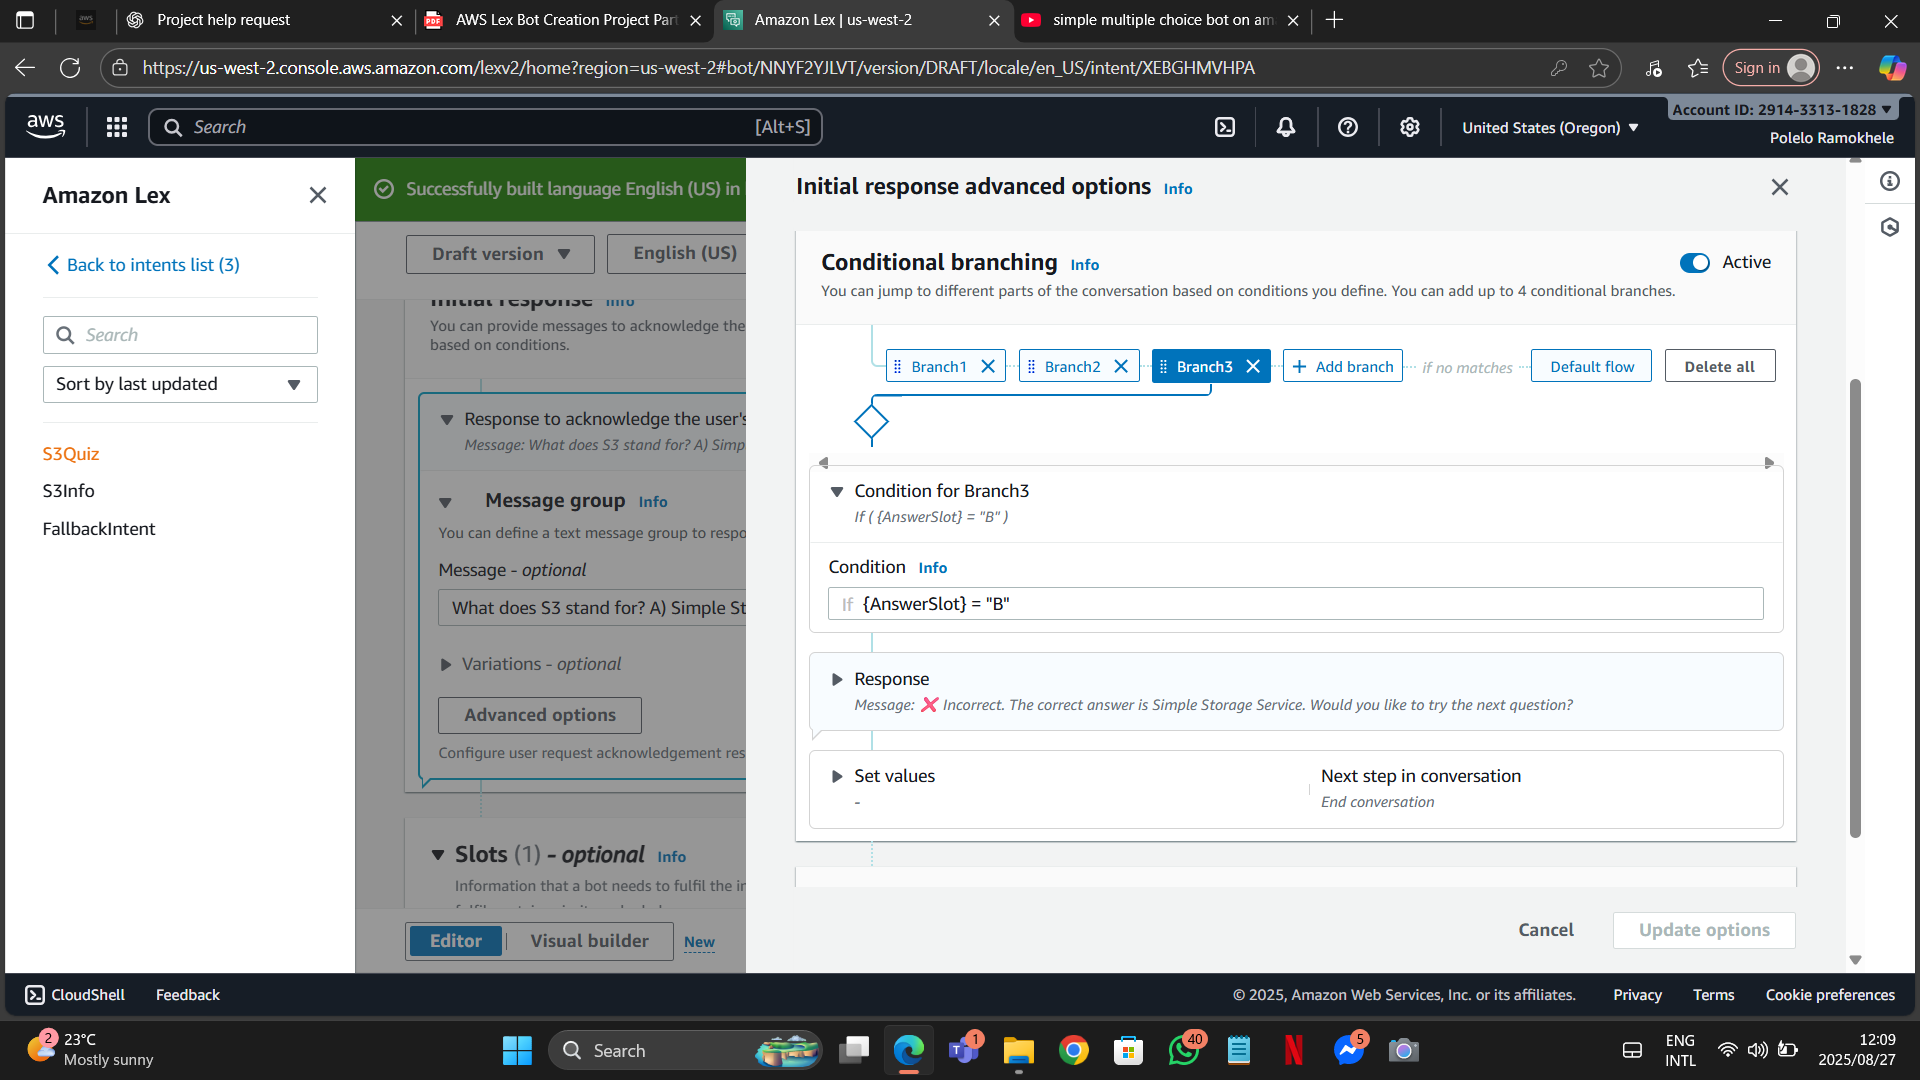 aws
Project help request
PDF
AWS Lex Bot Creation Project Part
Amazon Lex | us-west-2
simple multiple choice bot on am
https://us-west-2.console.aws.amazon.com/lexv2/home?region=us-west-2#bot/NNYF2YJLVT/version/DRAFT/locale/en_US/intent/XEBGHMVHPA
Sign in
aws
Search
[Alt+S]
United States (Oregon)
Account ID: 2914-3313-1828
Polelo Ramokhele
Amazon Lex
Back to intents list (3)
Search
Sort by last updated
S3Quiz
S3Info
FallbackIntent
Successfully built language English (US) in
Draft version
English (US)
Initial response Info
You can provide messages to acknowledge the
based on conditions.
Response to acknowledge the user's
Message: What does S3 stand for? A) Simp
Message group Info
You can define a text message group to respo
Message - optional
What does S3 stand for? A) Simple St
Variations - optional
Advanced options
Configure user request acknowledgement res
Slots (1) - optional Info
Information that a bot needs to fulfil the in
Editor
Visual builder
New
Initial response advanced options Info
Conditional branching Info
Active
You can jump to different parts of the conversation based on conditions you define. You can add up to 4 conditional branches.
Branch1
Branch2
Branch3
Add branch
if no matches
Default flow
Delete all
Condition for Branch3
If ( {AnswerSlot} = "B" )
Condition Info
If {AnswerSlot} = "B"
Response
Message: ❌ Incorrect. The correct answer is Simple Storage Service. Would you like to try the next question?
Set values
-
Next step in conversation
End conversation
Cancel
Update options
CloudShell
Feedback
© 2025, Amazon Web Services, Inc. or its affiliates.
Privacy
Terms
Cookie preferences
2
23°C
Mostly sunny
Search
1
40
5
ENG
INTL
12:09
2025/08/27